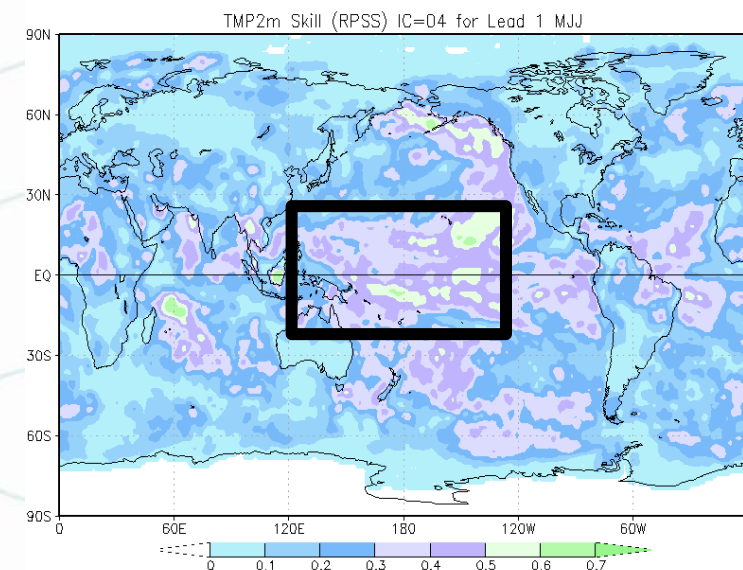 TMP2m Skill (RPSS) IC=04 for Lead 1 MJJ
90N
60N
30N
EQ
30S
60S
90S
0 60E 120E 180 120W 60W
0 0.1 0.2 0.3 0.4 0.5 0.6 0.7